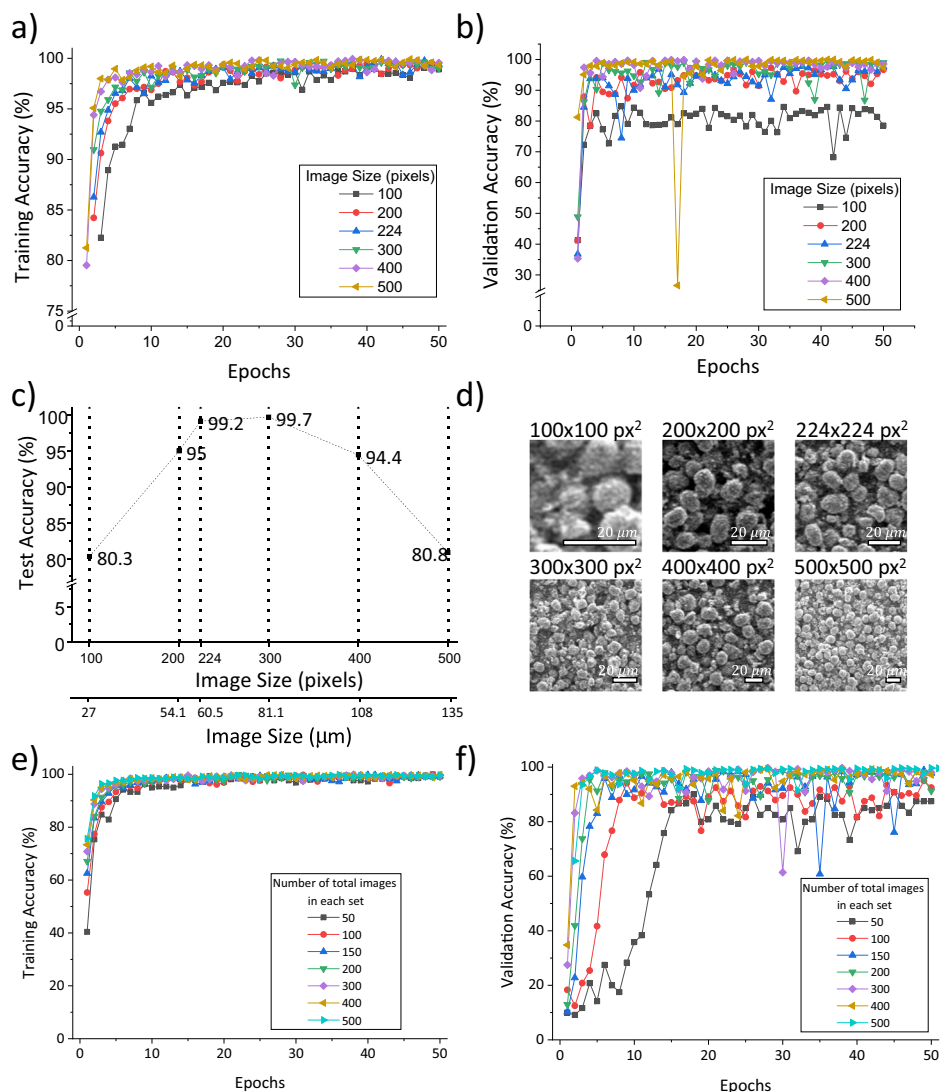 a)
Training Accuracy (%)
100
95
90
85
80
75
0
0 10 20 30 40 50
Epochs
Image Size (pixels)
100
200
224
300
400
500
b)
Validation Accuracy (%)
100
90
80
70
60
50
40
30
0
0 10 20 30 40 50
Epochs
Image Size (pixels)
100
200
224
300
400
500
c)
Test Accuracy (%)
100
95
90
85
80
5
0
80.3
95
99.2
99.7
94.4
80.8
100 200 224 300 400 500
Image Size (pixels)
27 54.1 60.5 81.1 108 135
Image Size (µm)
d)
100x100 px² 200x200 px² 224x224 px²
20 µm 20 µm 20 µm
300x300 px² 400x400 px² 500x500 px²
20 µm 20 µm 20 µm
e)
Training Accuracy (%)
100
80
60
40
20
0
0 10 20 30 40 50
Epochs
Number of total images
in each set
50
100
150
200
300
400
500
f)
Validation Accuracy (%)
100
80
60
40
20
0
0 10 20 30 40 50
Epochs
Number of total images
in each set
50
100
150
200
300
400
500